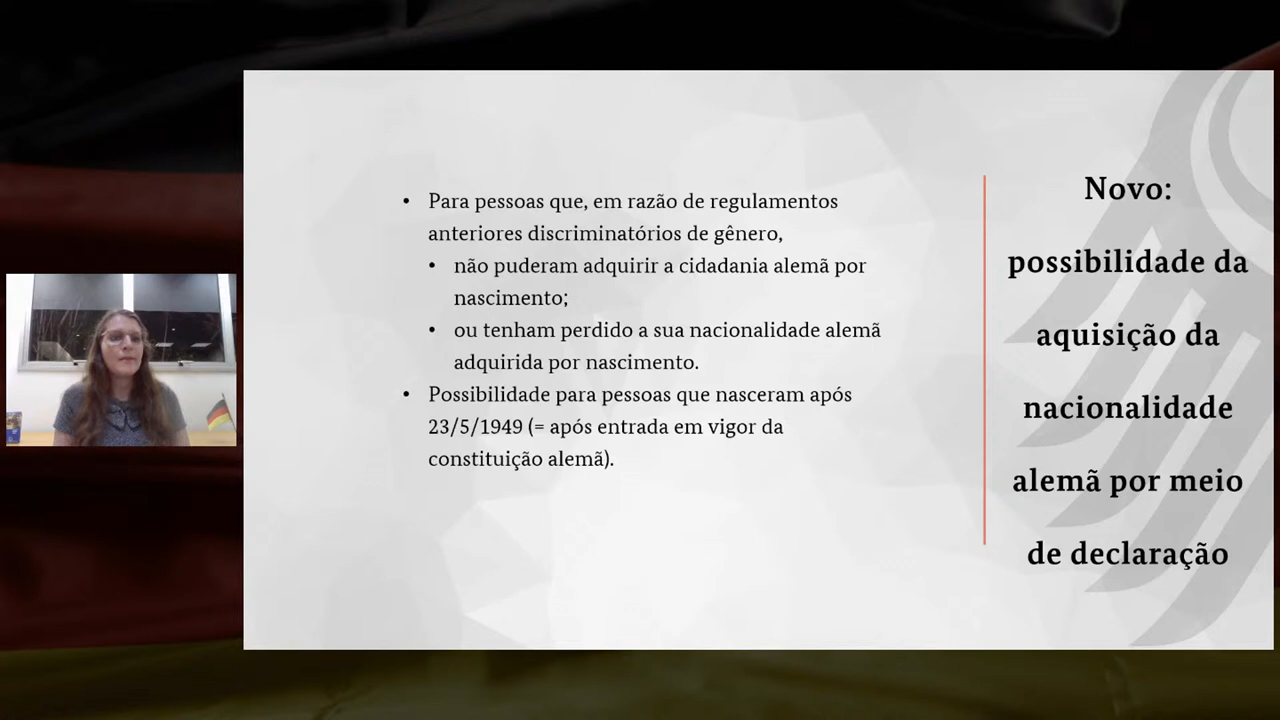 Novo:
possibilidade da
aquisição da
nacionalidade
alemã por meio
de declaração
• Para pessoas que, em razão de regulamentos
anteriores discriminatórios de gênero,
• não puderam adquirir a cidadania alemã por
nascimento;
• ou tenham perdido a sua nacionalidade alemã
adquirida por nascimento.
• Possibilidade para pessoas que nasceram após
23/5/1949 (= após entrada em vigor da
constituição alemã).